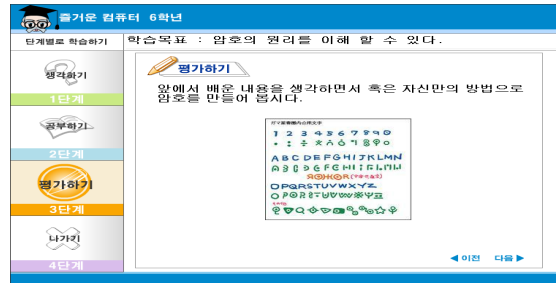 즐거운 컴퓨터 6학년
단계별로 학습하기
학습목표 : 암호의 원리를 이해 할 수 있다.
생각하기
1단계
공부하기
2단계
평가하기
3단계
나가기
4단계
평가하기
앞에서 배운 내용을 생각하면서 혹은 자신만의 방법으로
암호를 만들어 봅시다.
1 2 3 4 5 6 7 8 9 0
A B C D E F G H I J K L M N
O P Q R S T U V W X Y Z
◀ 이전 다음 ▶